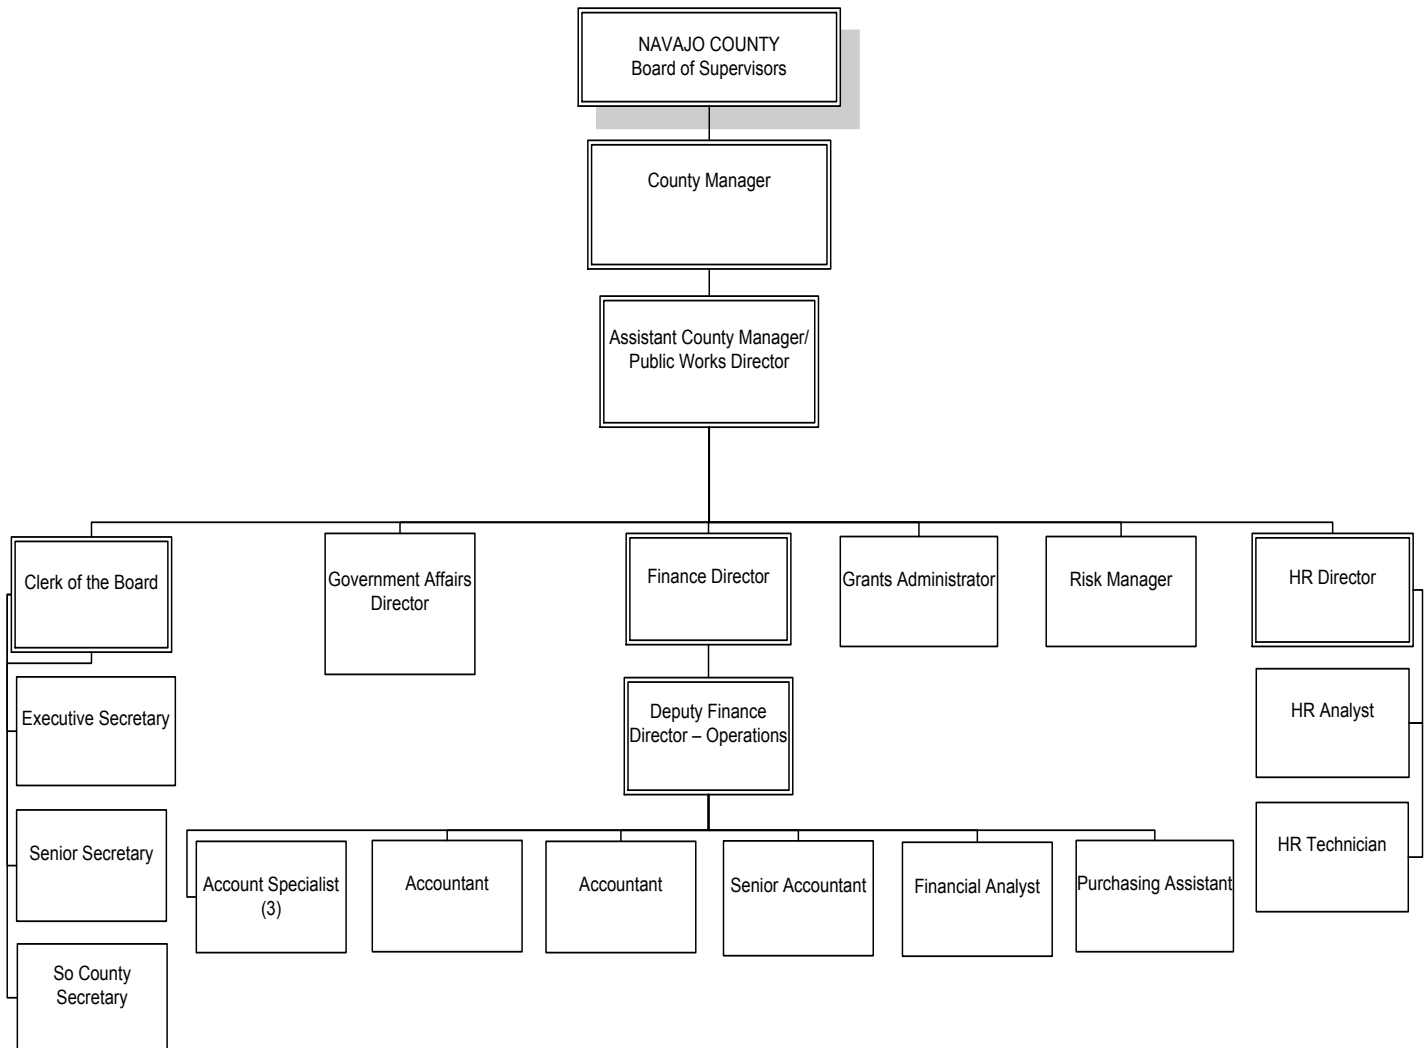 NAVAJO COUNTY
Board of Supervisors
County Manager
Assistant County Manager/
Public Works Director
Clerk of the Board
Government Affairs
Director
Finance Director
Grants Administrator
Risk Manager
HR Director
Executive Secretary
Deputy Finance
Director – Operations
HR Analyst
Senior Secretary
Account Specialist
(3)
Accountant
Accountant
Senior Accountant
Financial Analyst
Purchasing Assistant
HR Technician
So County
Secretary